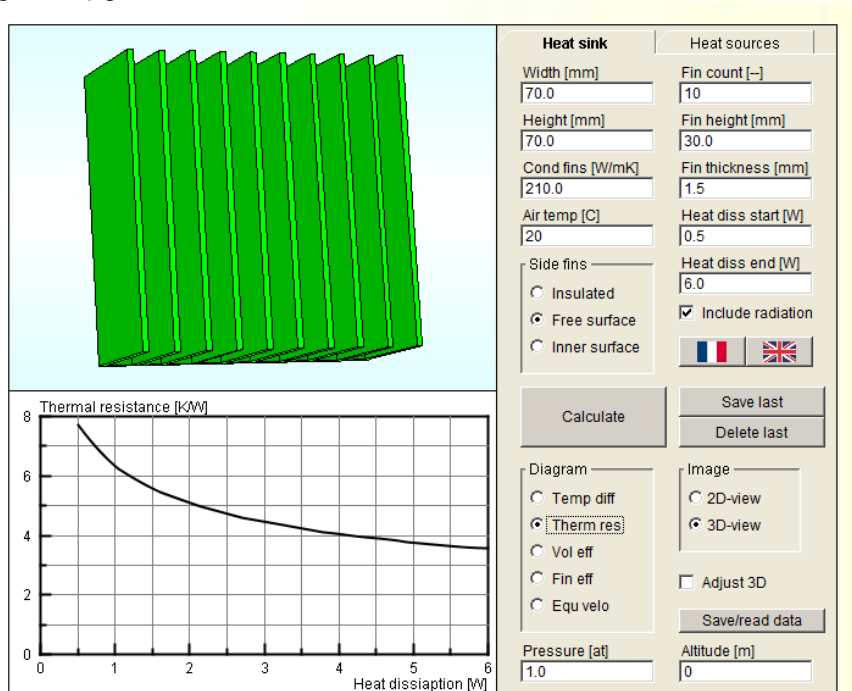 Heat sink
Heat sources
Width [mm]
Fin count [--]
70.0
10
Height [mm]
Fin height [mm]
70.0
30.0
Cond fins [W/mK]
Fin thickness [mm]
210.0
1.5
Air temp [C]
Heat diss start [W]
20
0.5
Side fins
Heat diss end [W]
6.0
Insulated
Include radiation
Free surface
Inner surface
Calculate
Save last
Delete last
Diagram
Image
Temp diff
2D-view
Therm res
3D-view
Vol eff
Fin eff
Adjust 3D
Equ velo
Save/read data
Pressure [at]
Altitude [m]
1.0
0
Thermal resistance [K/W]
8
6
4
2
0
0 1 2 3 4 5 6
Heat dissiaption [W]